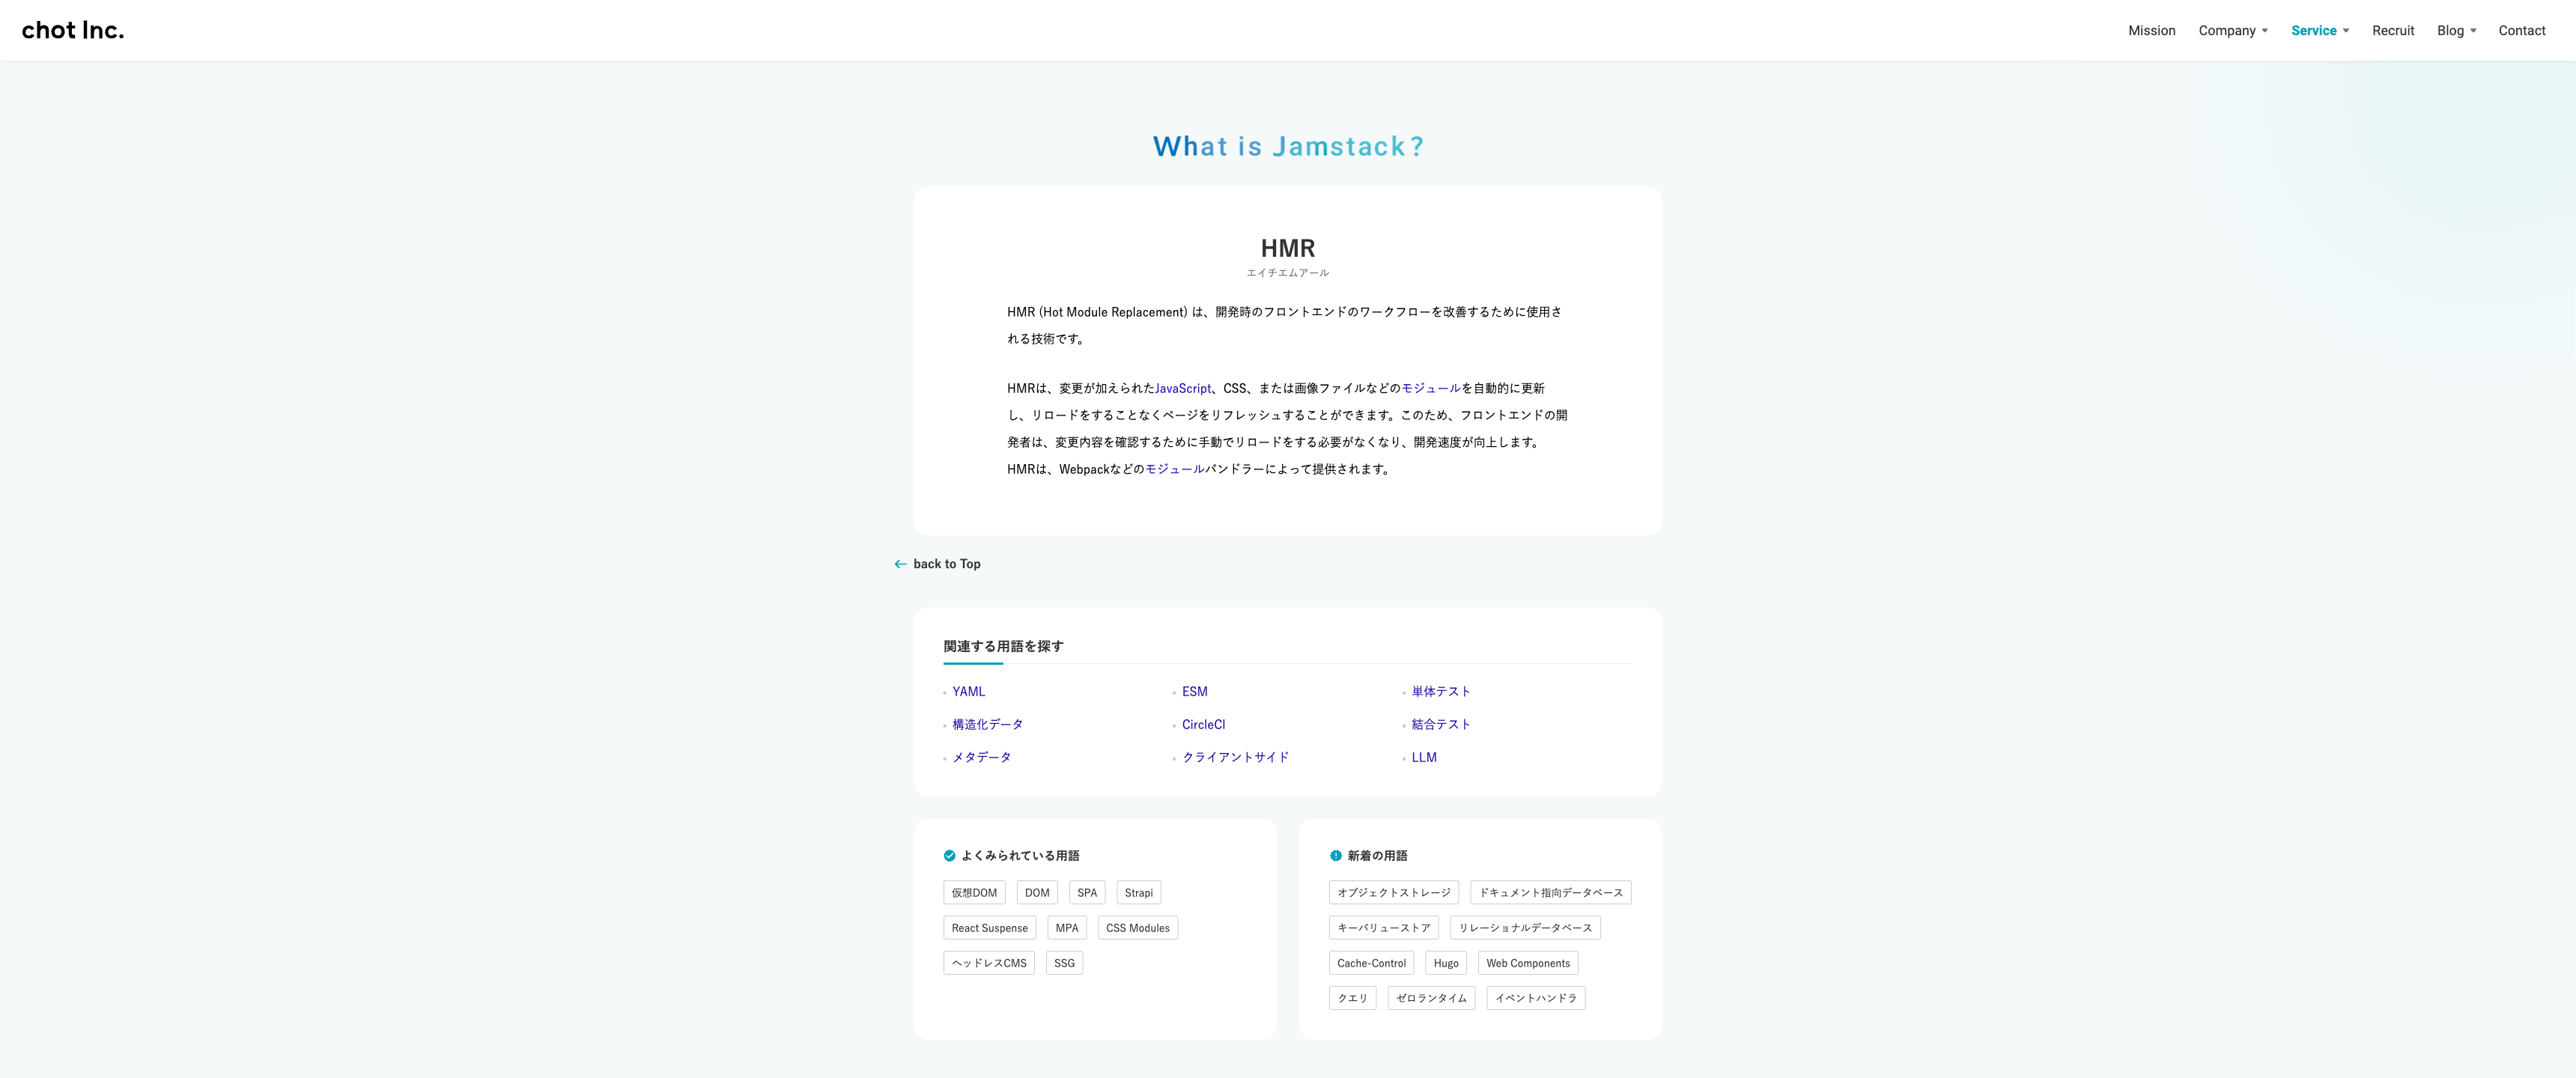 chot Inc.
Mission Company Service Recruit Blog Contact
What is Jamstack?
HMR
エイチエムアール
HMR (Hot Module Replacement) は、開発時のフロントエンドのワークフローを改善するために使用さ
れる技術です。
HMRは、変更が加えられたJavaScript、CSS、または画像ファイルなどのモジュールを自動的に更新
し、リロードをすることなくページをリフレッシュすることができます。このため、フロントエンドの開
発者は、変更内容を確認するために手動でリロードをする必要がなくなり、開発速度が向上します。
HMRは、Webpackなどのモジュールバンドラーによって提供されます。
back to Top
関連する用語を探す
YAML ESM 単体テスト
構造化データ CircleCI 結合テスト
メタデータ クライアントサイド LLM
よくみられている用語
仮想DOM DOM SPA Strapi
React Suspense MPA CSS Modules
ヘッドレスCMS SSG
新着の用語
オブジェクトストレージ ドキュメント指向データベース
キーバリューストア リレーショナルデータベース
Cache-Control Hugo Web Components
クエリ ゼロランタイム イベントハンドラ